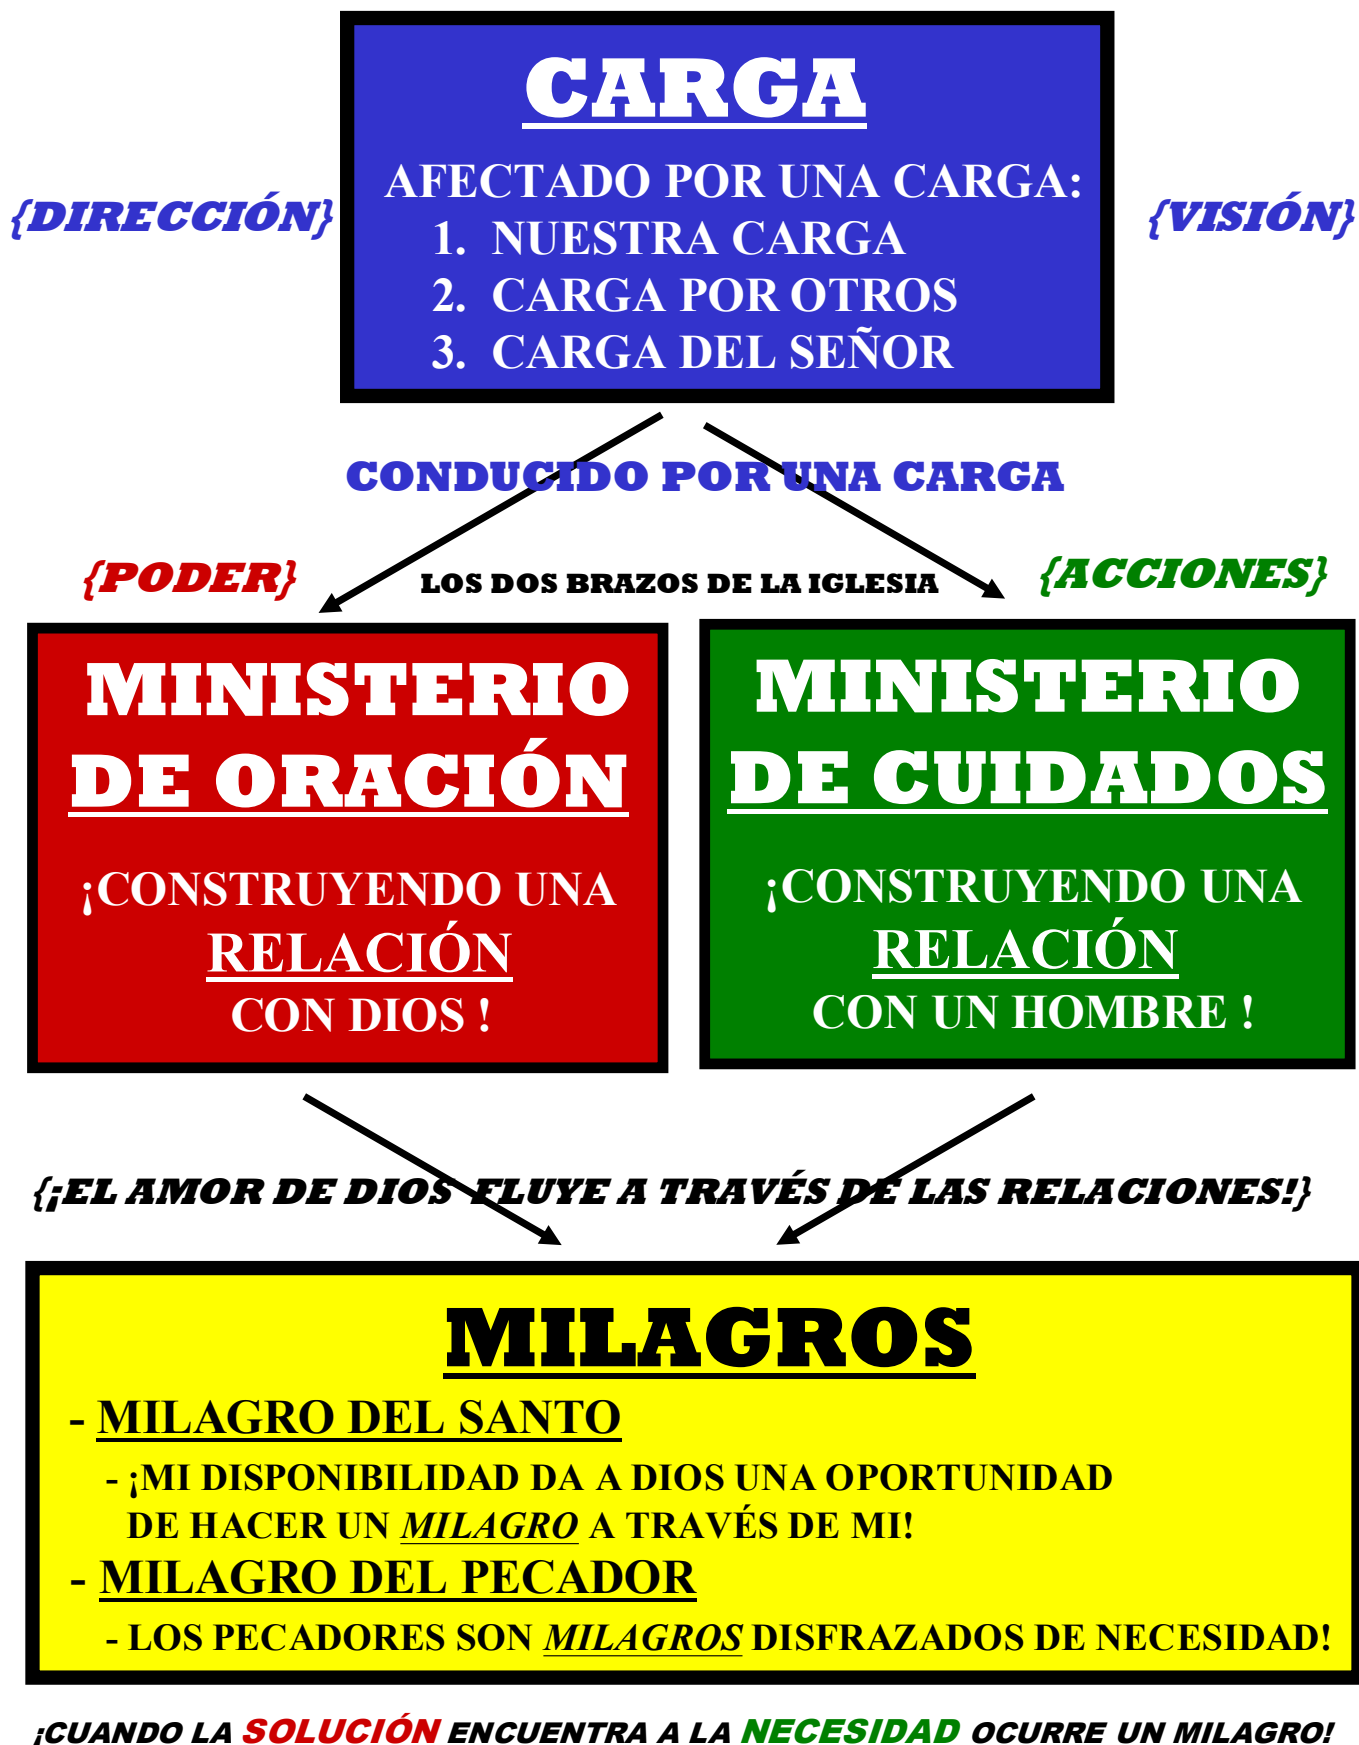 CARGA
AFECTADO POR UNA CARGA:
{DIRECCIÓN}
{VISIÓN}
1. NUESTRA CARGA
2. CARGA POR OTROS
3. CARGA DEL SEÑOR
CONDUCIDO POR UNA CARGA
{PODER}
LOS DOS BRAZOS DE LA IGLESIA
{ACCIONES}
MINISTERIO
DE ORACIÓN
¡CONSTRUYENDO UNA
RELACIÓN
CON DIOS !
MINISTERIO
DE CUIDADOS
¡CONSTRUYENDO UNA
RELACIÓN
CON UN HOMBRE !
{¡EL AMOR DE DIOS FLUYE A TRAVÉS DE LAS RELACIONES!}
MILAGROS
- MILAGRO DEL SANTO
- ¡MI DISPONIBILIDAD DA A DIOS UNA OPORTUNIDAD
DE HACER UN MILAGRO A TRAVÉS DE MI!
- MILAGRO DEL PECADOR
- LOS PECADORES SON MILAGROS DISFRAZADOS DE NECESIDAD!
¡CUANDO LA SOLUCIÓN ENCUENTRA A LA NECESIDAD OCURRE UN MILAGRO!